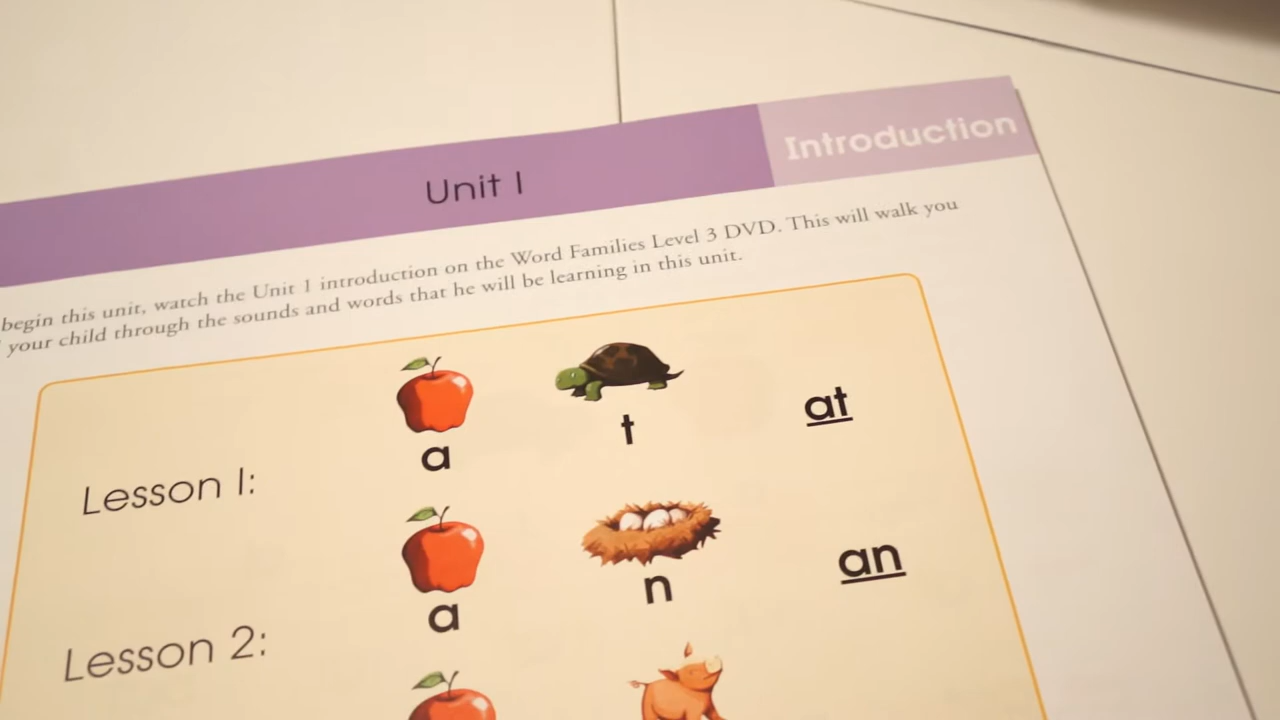 Unit 1
Introduction
begin this unit, watch the Unit 1 introduction on the Word Families Level 3 DVD. This will walk you
your child through the sounds and words that he will be learning in this unit.
Lesson 1:
a
t
at
Lesson 2:
a
n
an